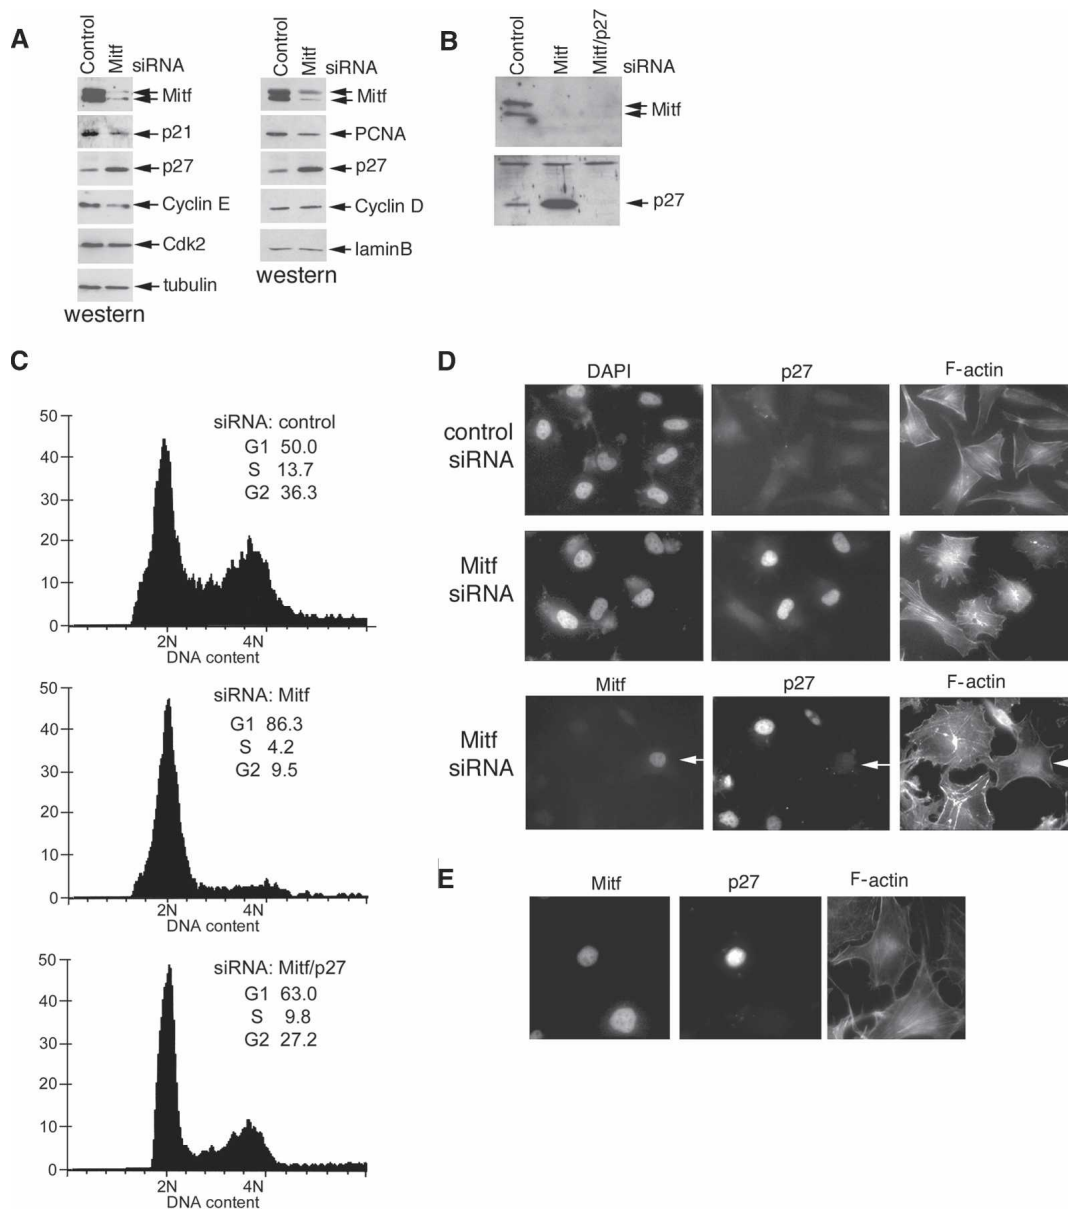 A
Control
Mitf
siRNA
Mitf
p21
p27
Cyclin E
Cdk2
tubulin
western
Control
Mitf
siRNA
Mitf
PCNA
p27
Cyclin D
laminB
western
B
Control
Mitf
Mitf/p27
siRNA
Mitf
p27
C
50
40
30
20
10
0
siRNA: control
G1 50.0
S 13.7
G2 36.3
2N 4N
DNA content
50
40
30
20
10
0
siRNA: Mitf
G1 86.3
S 4.2
G2 9.5
2N 4N
DNA content
50
40
30
20
10
0
siRNA: Mitf/p27
G1 63.0
S 9.8
G2 27.2
2N 4N
DNA content
D
DAPI p27 F-actin
control
siRNA
Mitf
siRNA
Mitf p27 F-actin
Mitf
siRNA
E
Mitf p27 F-actin